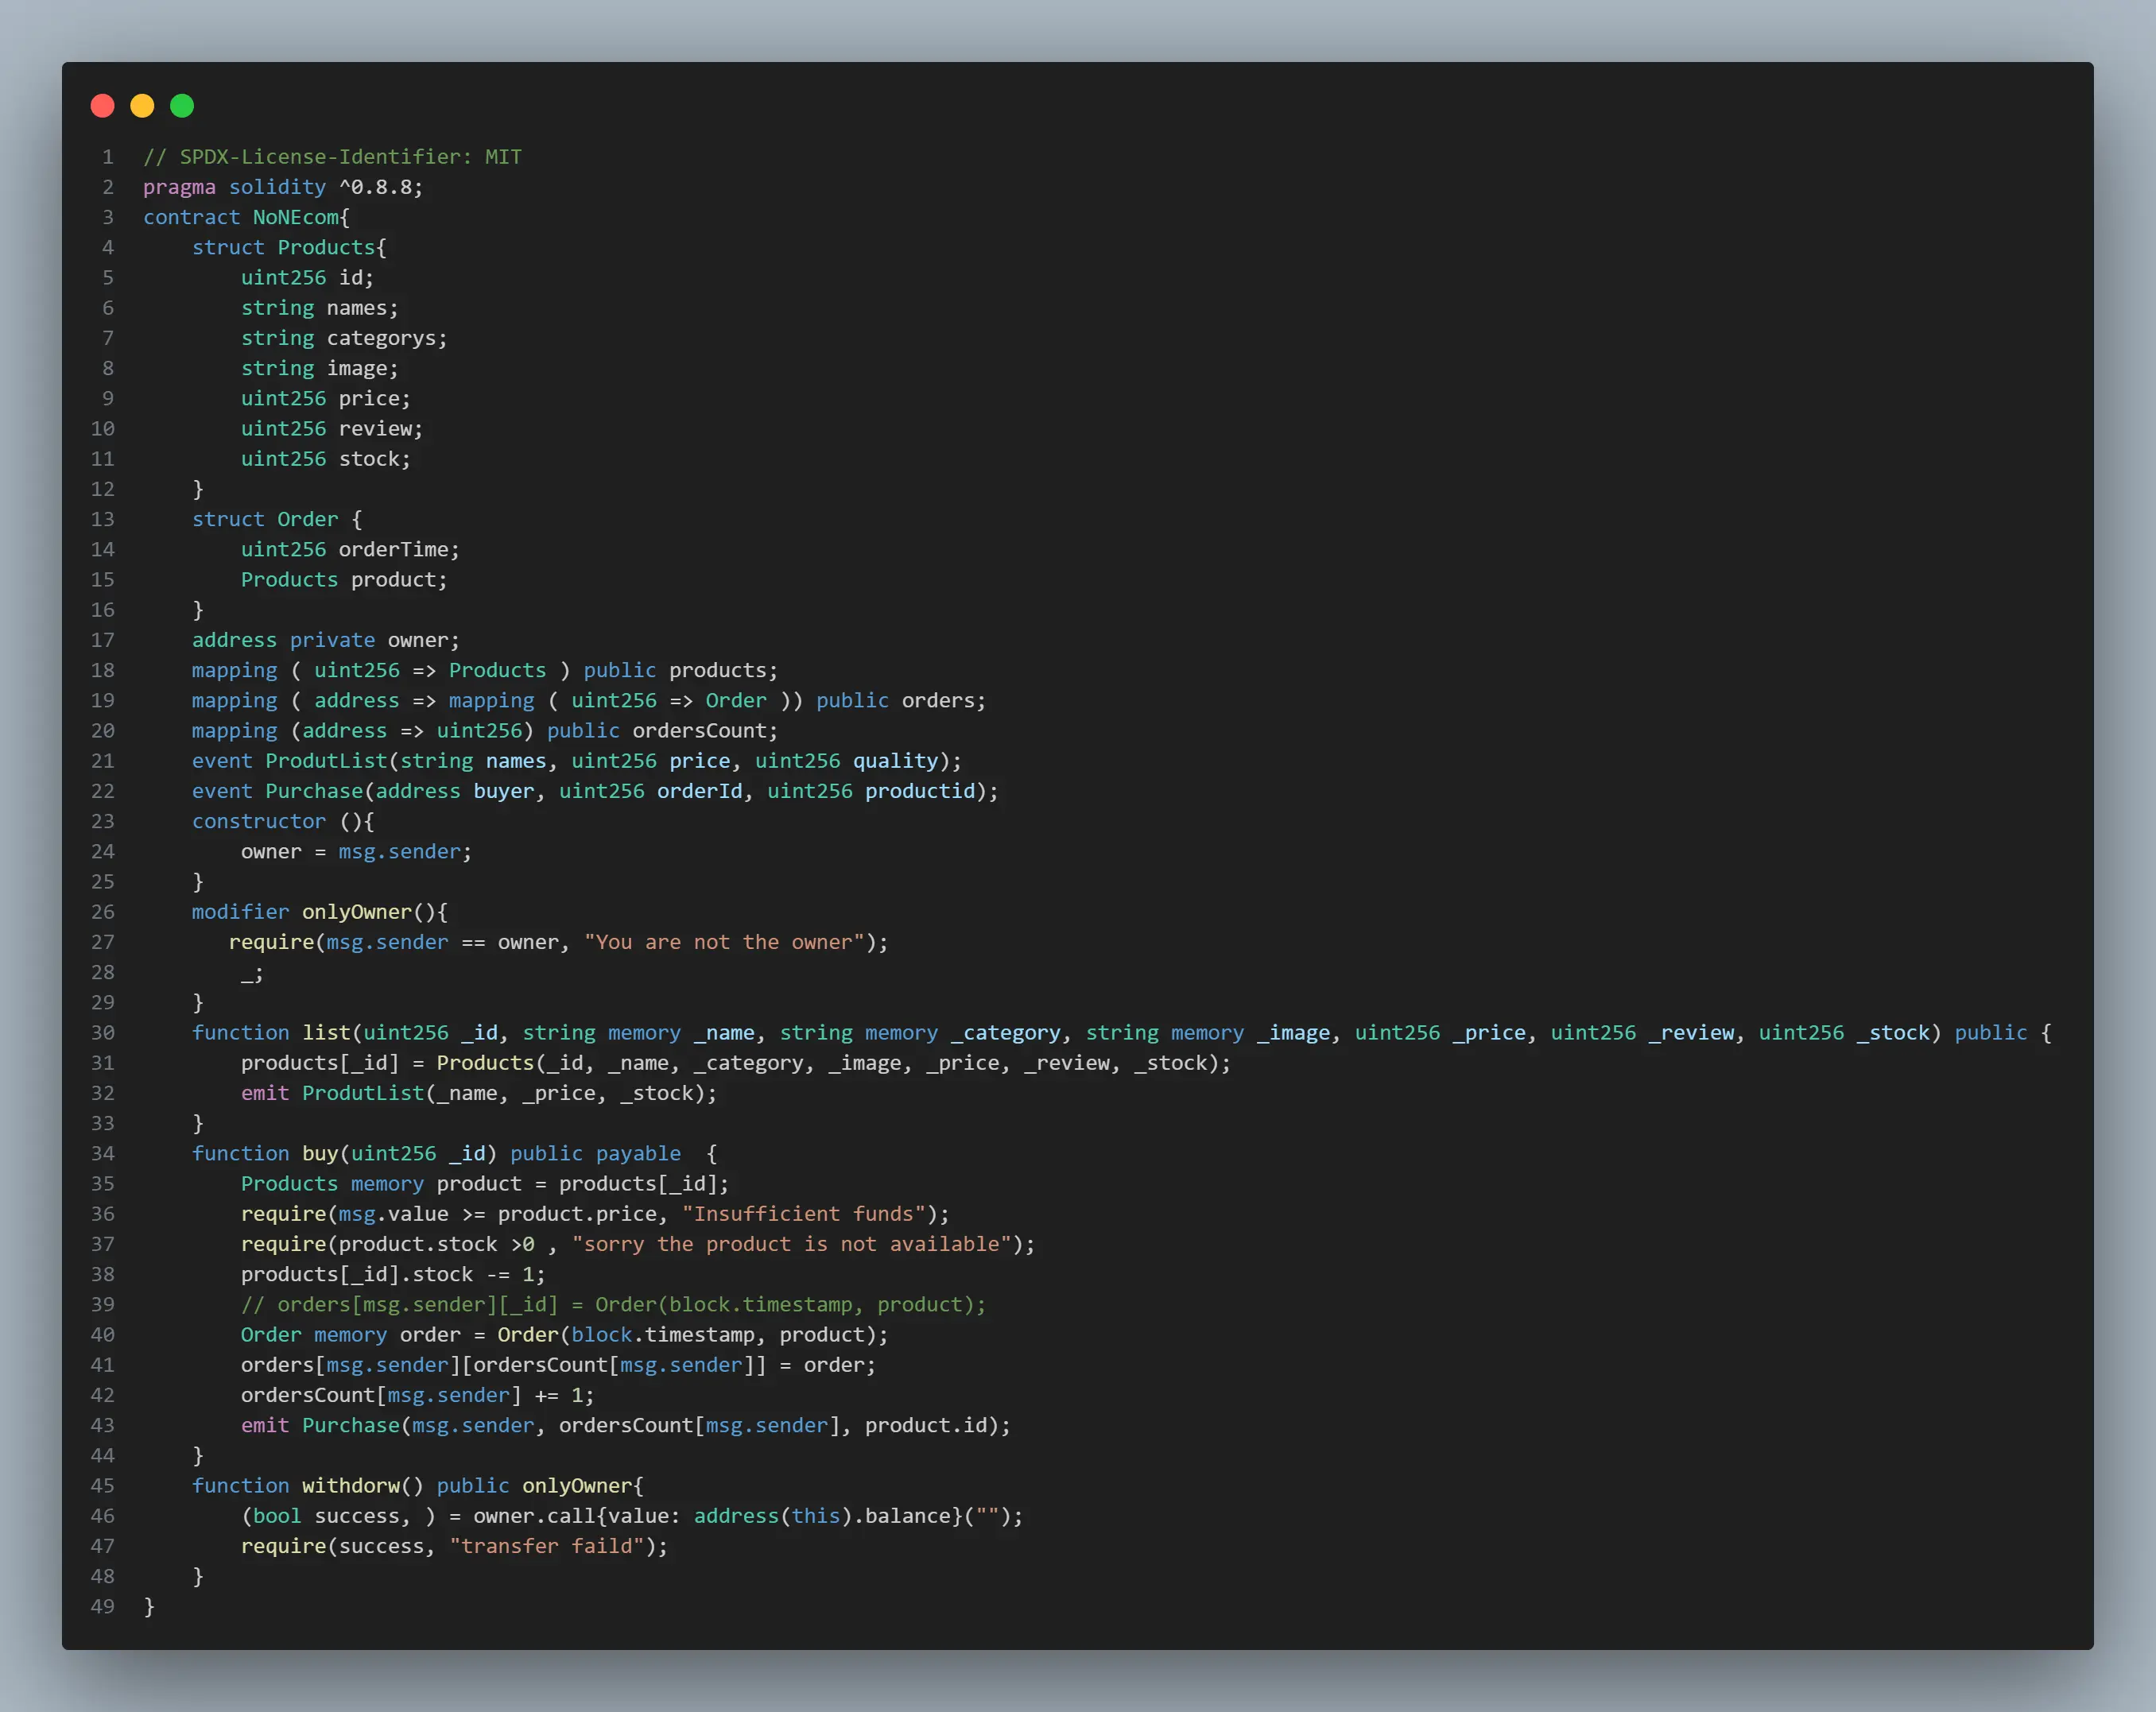 1 // SPDX-License-Identifier: MIT
2 pragma solidity ^0.8.8;
3 contract NoNEcom{
4     struct Products{
5         uint256 id;
6         string names;
7         string categorys;
8         string image;
9         uint256 price;
10         uint256 review;
11         uint256 stock;
12     }
13     struct Order {
14         uint256 orderTime;
15         Products product;
16     }
17     address private owner;
18     mapping ( uint256 => Products ) public products;
19     mapping ( address => mapping ( uint256 => Order )) public orders;
20     mapping (address => uint256) public ordersCount;
21     event ProdutList(string names, uint256 price, uint256 quality);
22     event Purchase(address buyer, uint256 orderId, uint256 productid);
23     constructor (){
24         owner = msg.sender;
25     }
26     modifier onlyOwner(){
27        require(msg.sender == owner, "You are not the owner");
28         _;
29     }
30     function list(uint256 _id, string memory _name, string memory _category, string memory _image, uint256 _price, uint256 _review, uint256 _stock) public {
31         products[_id] = Products(_id, _name, _category, _image, _price, _review, _stock);
32         emit ProdutList(_name, _price, _stock);
33     }
34     function buy(uint256 _id) public payable  {
35         Products memory product = products[_id];
36         require(msg.value >= product.price, "Insufficient funds");
37         require(product.stock >0 , "sorry the product is not available");
38         products[_id].stock -= 1;
39         // orders[msg.sender][_id] = Order(block.timestamp, product);
40         Order memory order = Order(block.timestamp, product);
41         orders[msg.sender][ordersCount[msg.sender]] = order;
42         ordersCount[msg.sender] += 1;
43         emit Purchase(msg.sender, ordersCount[msg.sender], product.id);
44     }
45     function withdorw() public onlyOwner{
46         (bool success, ) = owner.call{value: address(this).balance}("");
47         require(success, "transfer faild");
48     }
49 }